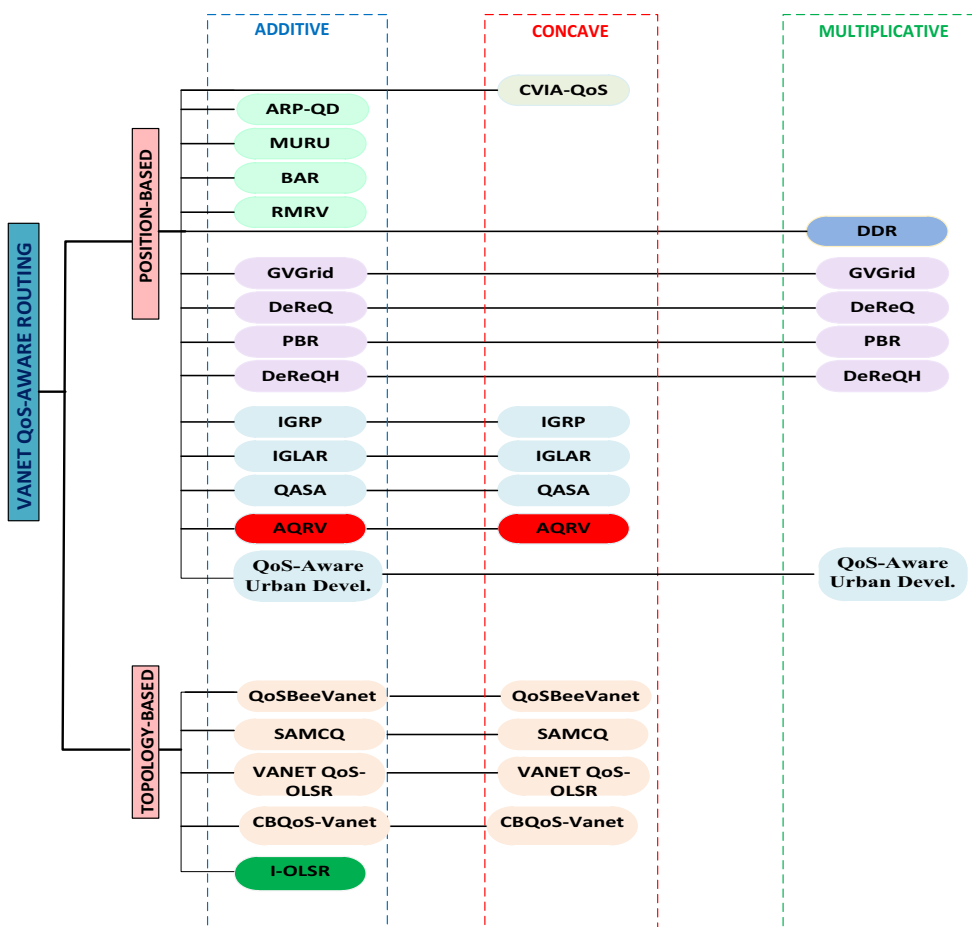 ADDITIVE
CONCAVE
MULTIPLICATIVE
VANET QoS-AWARE ROUTING
POSITION-BASED
CVIA-QoS
ARP-QD
MURU
BAR
RMRV
DDR
GVGrid
GVGrid
DeReQ
DeReQ
PBR
PBR
DeReQH
DeReQH
IGRP
IGRP
IGLAR
IGLAR
QASA
QASA
AQRV
AQRV
QoS-Aware
Urban Devel.
QoS-Aware
Urban Devel.
TOPOLOGY-BASED
QoSBeeVanet
QoSBeeVanet
SAMCQ
SAMCQ
VANET QoS-
OLSR
VANET QoS-
OLSR
CBQoS-Vanet
CBQoS-Vanet
I-OLSR